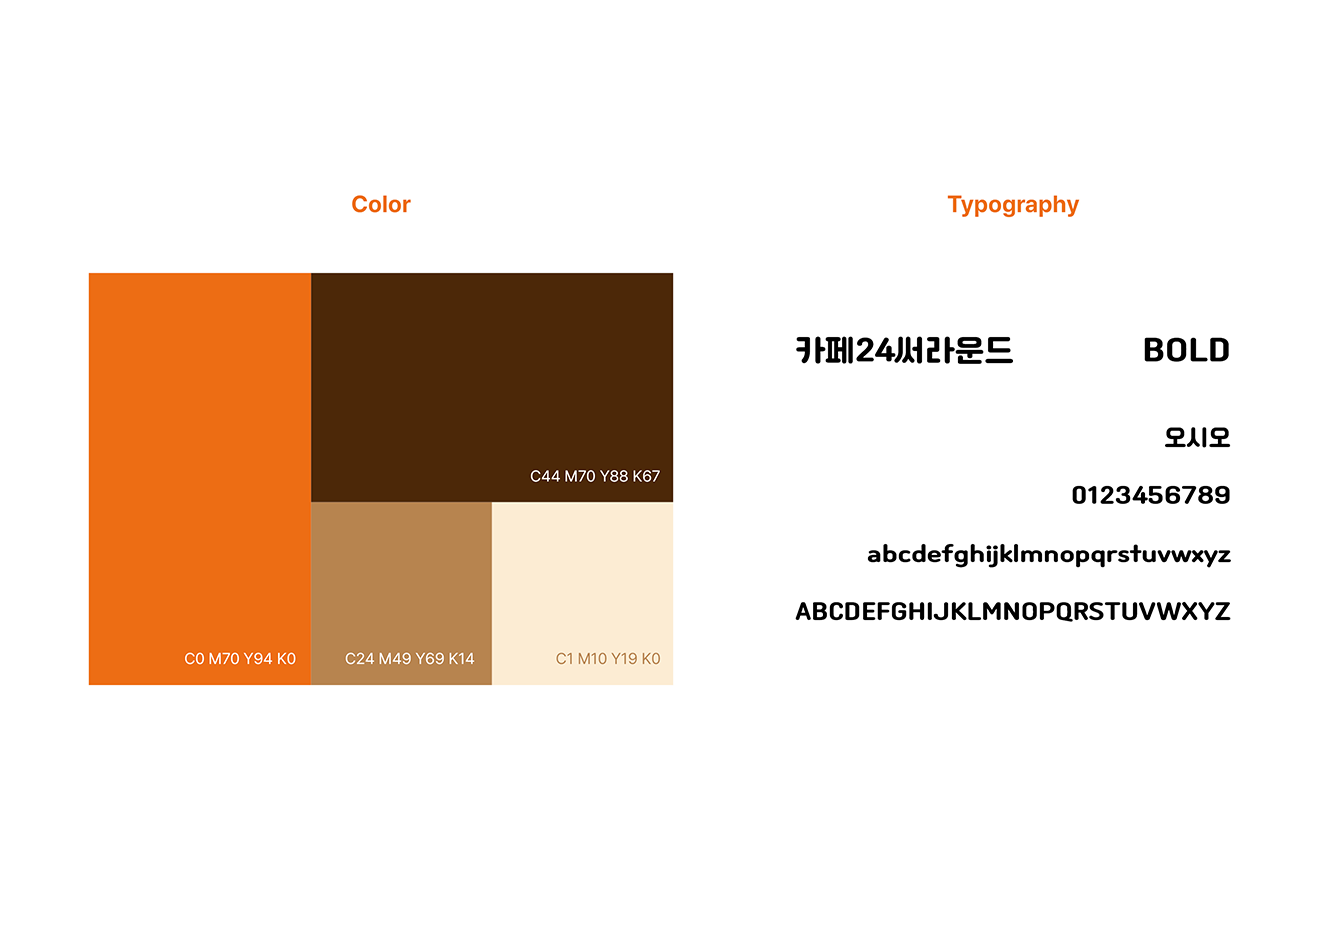 Color
C44 M70 Y88 K67
C0 M70 Y94 K0
C24 M49 Y69 K14
C1 M10 Y19 K0
Typography
카페24써라운드 BOLD
오시오
0123456789
abcdefghijklmnopqrstuvwxyz
ABCDEFGHIJKLMNOPQRSTUVWXYZ